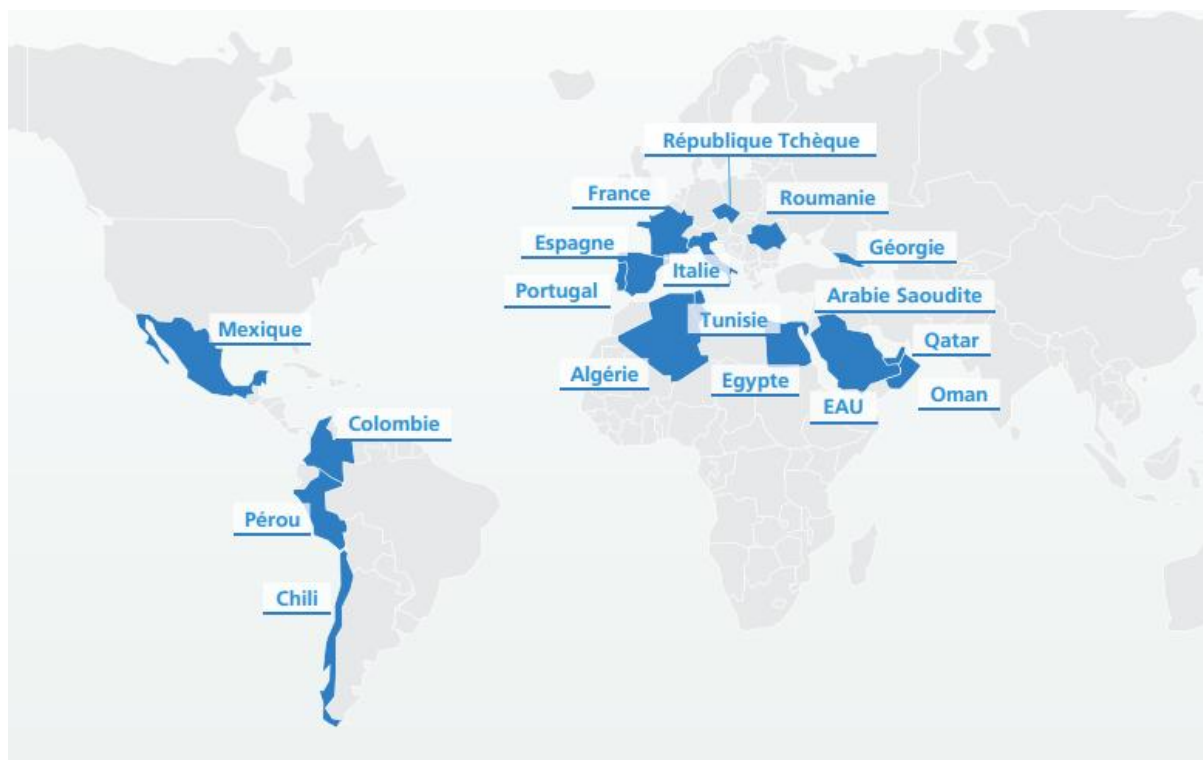 République Tchèque
France
Roumanie
Espagne
Géorgie
Italie
Portugal
Arabie Saoudite
Mexique
Tunisie
Qatar
Algérie
Egypte
EAU
Oman
Colombie
Pérou
Chili